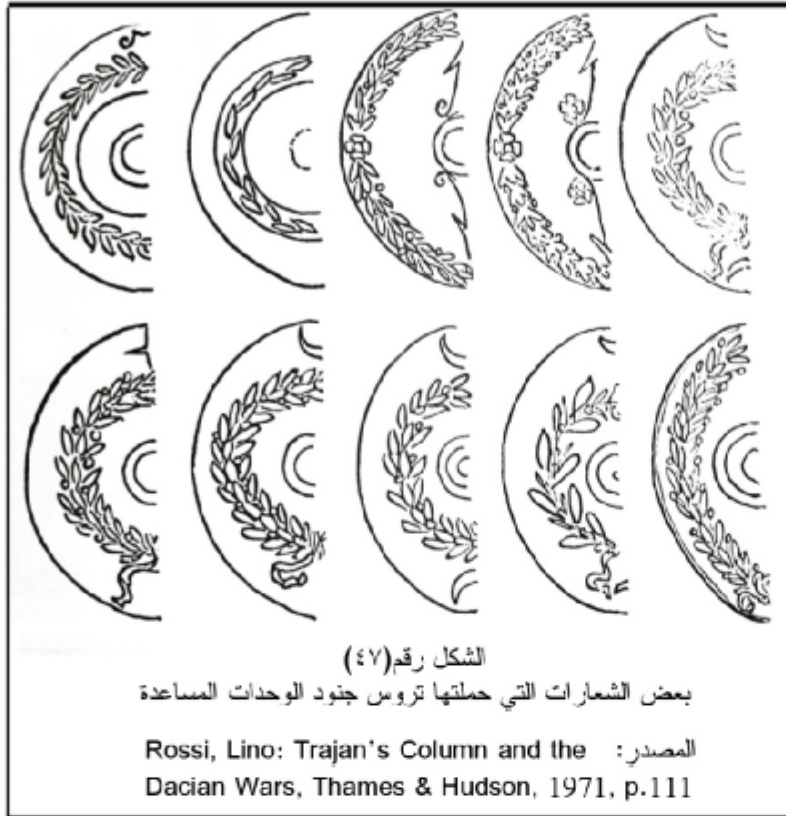 الشكل رقم(٤٧)
بعض الشعارات التي حملتها تروس جنود الوحدات المساعدة
المصدر: Rossi, Lino: Trajan's Column and the
Dacian Wars, Thames & Hudson, 1971, p.111